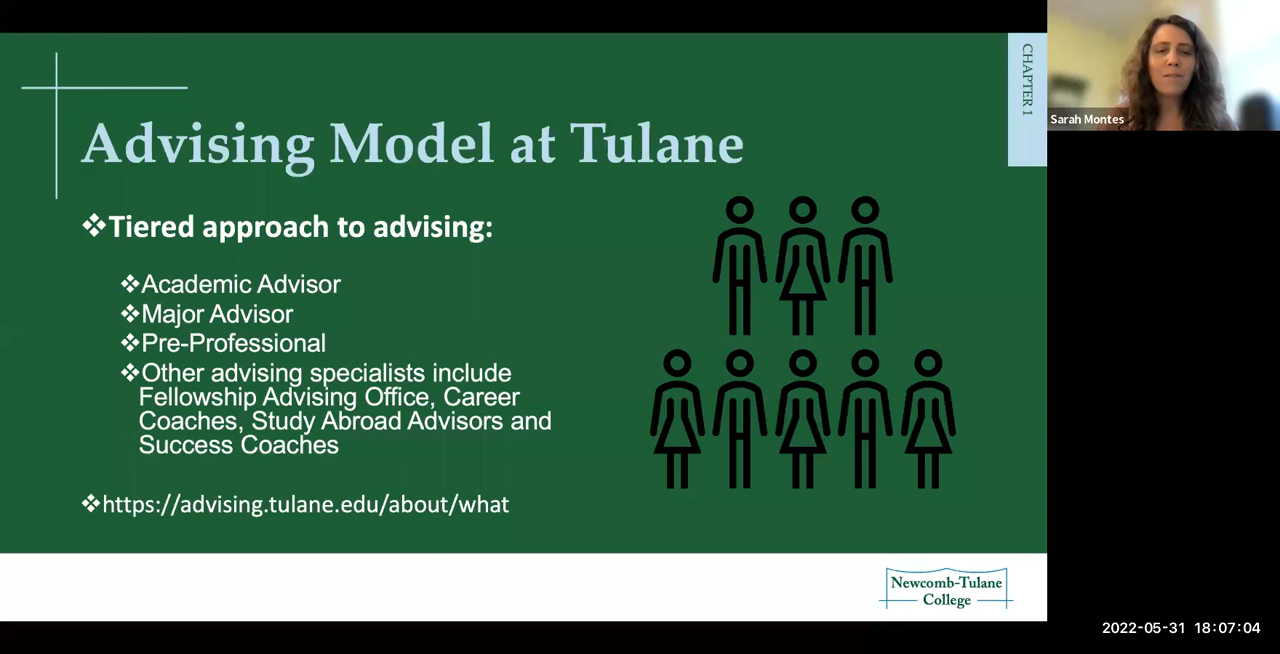 CHAPTER 1
Sarah Montes
Advising Model at Tulane
❖Tiered approach to advising:
❖Academic Advisor
❖Major Advisor
❖Pre-Professional
❖Other advising specialists include
Fellowship Advising Office, Career
Coaches, Study Abroad Advisors and
Success Coaches
❖https://advising.tulane.edu/about/what
Newcomb-Tulane
College
2022-05-31 18:07:04